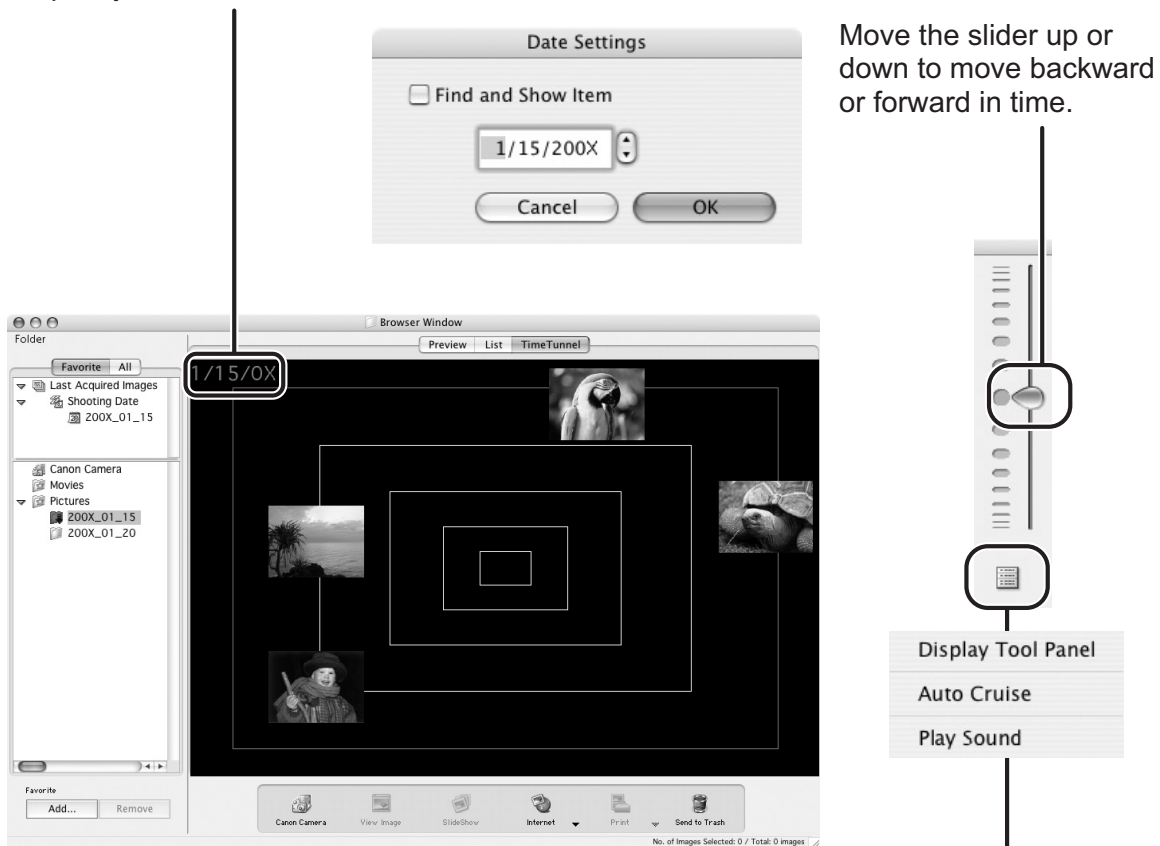 Date Settings
Find and Show Item
1/15/200X
Cancel OK
Move the slider up or
down to move backward
or forward in time.
Browser Window
Folder
Preview List TimeTunnel
Favorite All
Last Acquired Images
Shooting Date
200X_01_15
1/15/0X
Canon Camera
Movies
Pictures
200X_01_15
200X_01_20
Favorite
Add... Remove
Canon Camera View Image SlideShow Internet Print Send to Trash
No. of Images Selected: 0 / Total: 0 images
Display Tool Panel
Auto Cruise
Play Sound